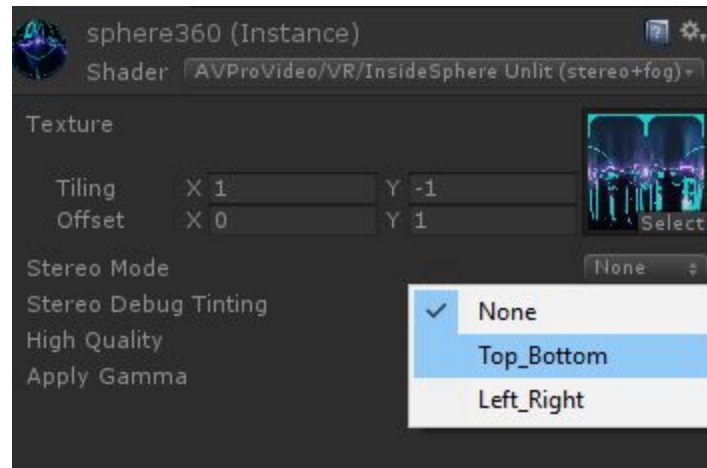 sphere360 (Instance)
Shader AVProVideo/VR/InsideSphere Unlit (stereo+fog)
Texture
Tiling X 1 Y -1
Offset X 0 Y 1
Select
Stereo Mode None
Stereo Debug Tinting
High Quality
Apply Gamma
None
Top_Bottom
Left_Right